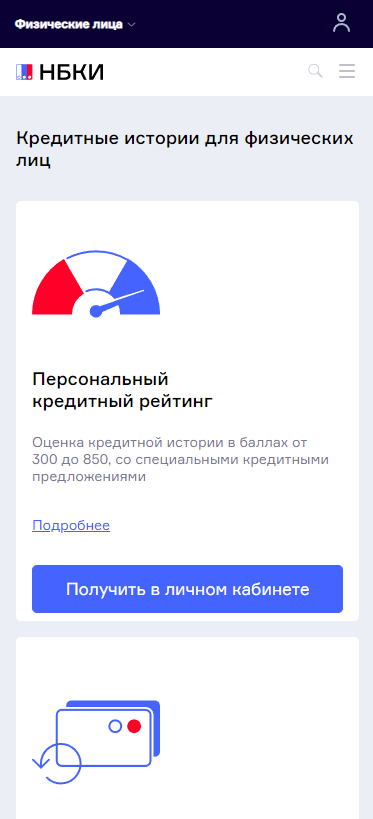 Физические лица
НБКИ
Кредитные истории для физических
лиц
Персональный
кредитный рейтинг
Оценка кредитной истории в баллах от
300 до 850, со специальными кредитными
предложениями
Подробнее
Получить в личном кабинете